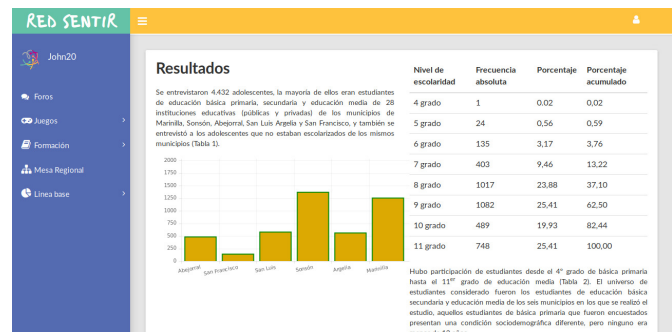 RED SENTIR
John20
Foros
Juegos
Formación
Mesa Regional
Línea base
Resultados
Se entrevistaron 4.432 adolescentes, la mayoria de ellos eran estudiantes
de educación básica primaria, secundaria y educación media de 28
instituciones educativas (públicas y privadas) de los municipios de
Marinilla, Sonsón, Abejorral, San Luis Argelia y San Francisco, y también se
entrevistó a los adolescentes que no estaban escolarizados de los mismos
municipios (Tabla 1).
2000
1750
1500
1250
1000
750
500
250
0
Abejorral San Francisco San Luis Sonsón Argelia Marinilla
Nivel de escolaridad Frecuencia absoluta Porcentaje Porcentaje acumulado
4 grado 1 0.02 0,02
5 grado 24 0,56 0,59
6 grado 135 3,17 3,76
7 grado 403 9,46 13,22
8 grado 1017 23,88 37,10
9 grado 1082 25,41 62,50
10 grado 489 19,93 82,44
11 grado 748 25,41 100,00
Hubo participación de estudiantes desde el 4° grado de básica primaria
hasta el 11er grado de educación media (Tabla 2). El universo de
estudiantes considerado fueron los estudiantes de educación básica
secundaria y educación media de los seis municipios en los que se realizó el
estudio, aquellos estudiantes de básica primaria que fueron encuestados
presentan una condición sociodemográfica diferente, pero ninguno era